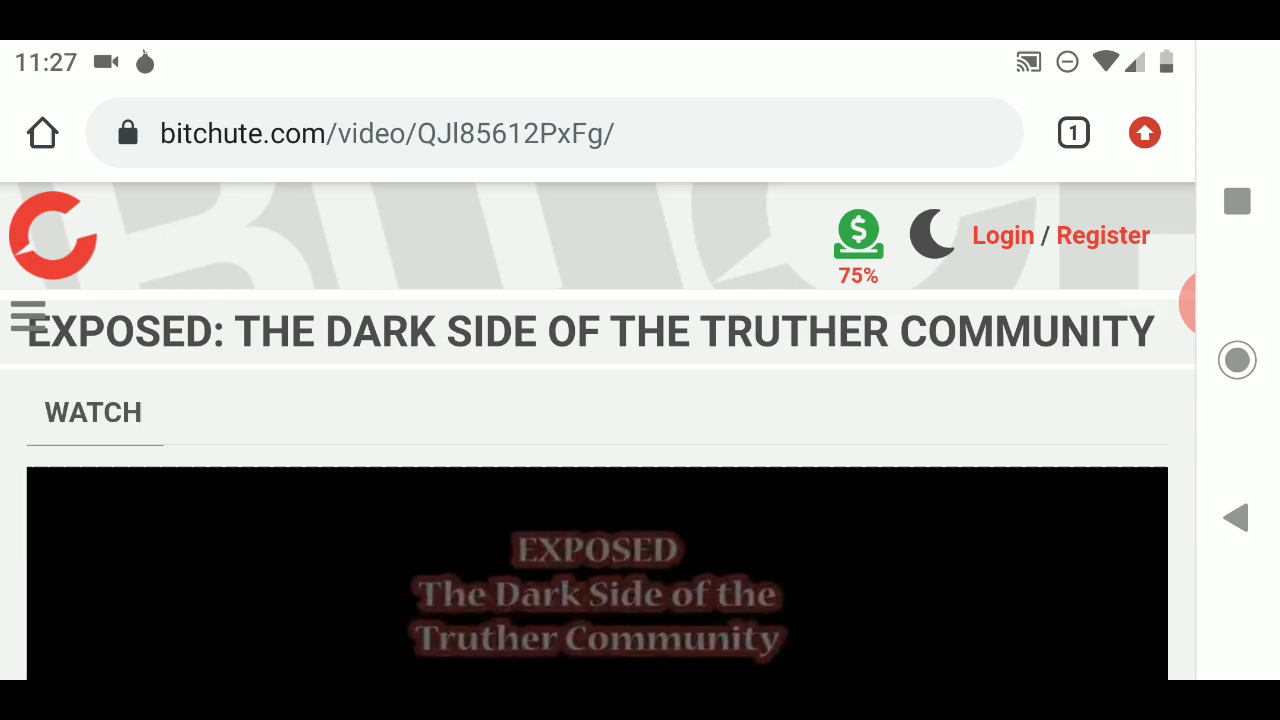 11:27
bitchute.com/video/QJl85612PxFg/
1
BITCH
75%
Login / Register
EXPOSED: THE DARK SIDE OF THE TRUTHER COMMUNITY
WATCH
EXPOSED
The Dark Side of the
Truther Community